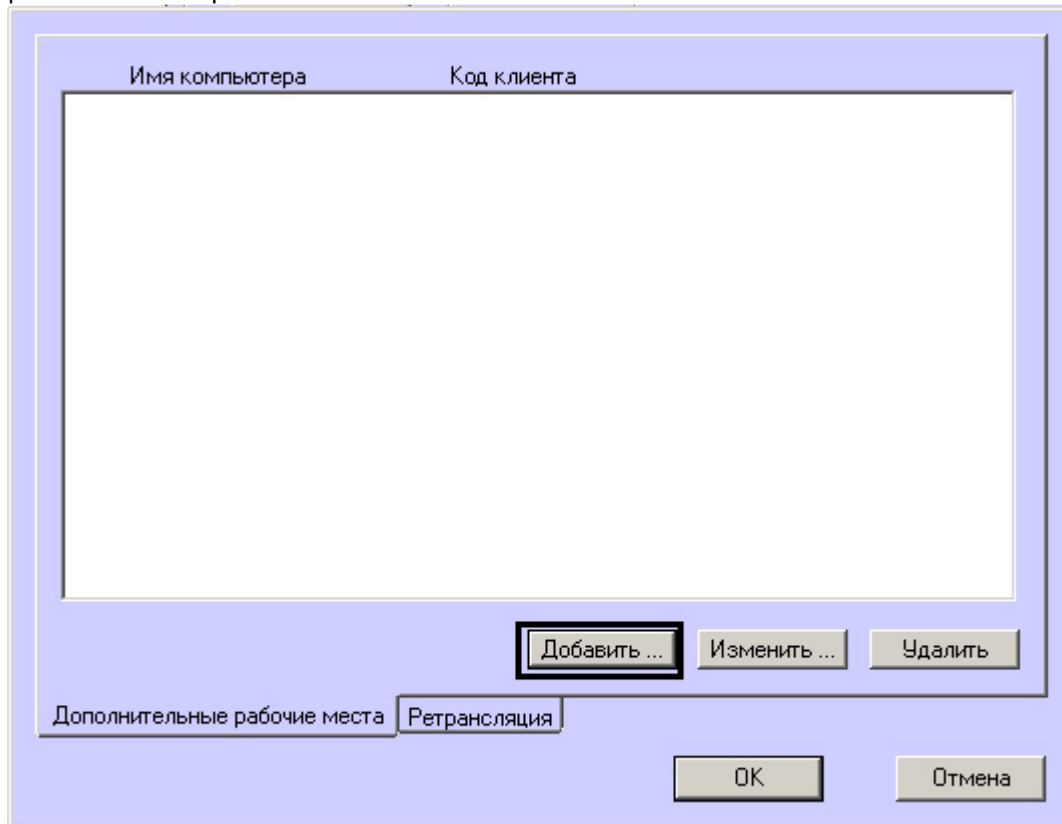 Имя компьютера Код клиента
Добавить ... Изменить ... Удалить
Дополнительные рабочие места Ретрансляция
OK Отмена